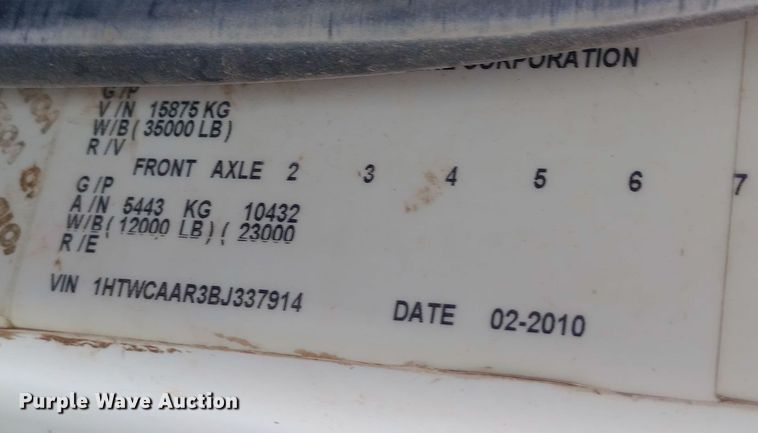 CORPORATION
G/P
V/N 15875 KG
W/B ( 35000 LB )
R/V
FRONT AXLE 2 3 4 5 6 7
G/P
A/N 5443 KG 10432
W/B ( 12000 LB ) ( 23000
R/E
VIN 1HTWCAAR3BJ337914 DATE 02-2010
Purple Wave Auction